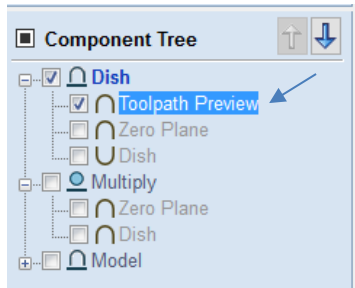 Component Tree
Dish
Toolpath Preview
Zero Plane
Dish
Multiply
Zero Plane
Dish
Model